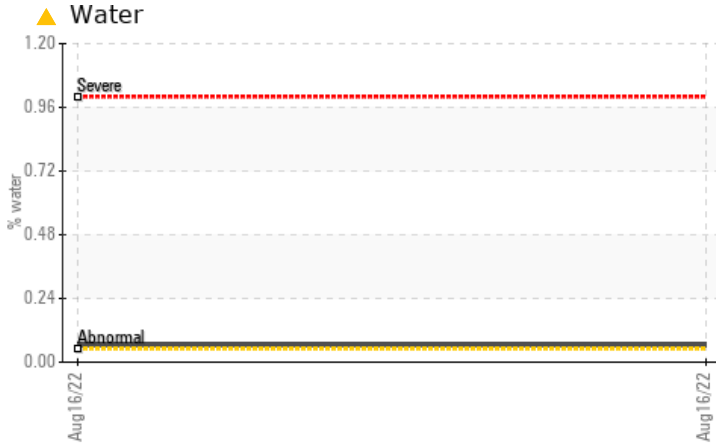 Water
1.20
Severe
0.96
0.72
% water
0.48
0.24
Abnormal
0.00
Aug16/22
Aug16/22